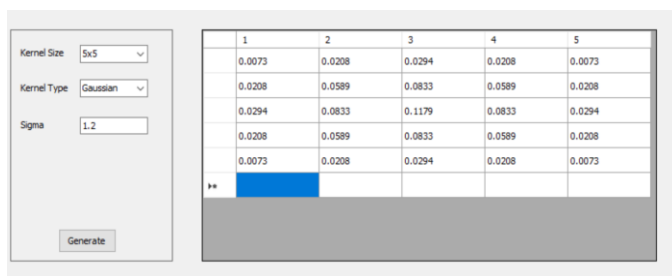 Kernel Size 5x5
Kernel Type Gaussian
Sigma 1.2
Generate
1 2 3 4 5
0.0073 0.0208 0.0294 0.0208 0.0073
0.0208 0.0589 0.0833 0.0589 0.0208
0.0294 0.0833 0.1179 0.0833 0.0294
0.0208 0.0589 0.0833 0.0589 0.0208
0.0073 0.0208 0.0294 0.0208 0.0073